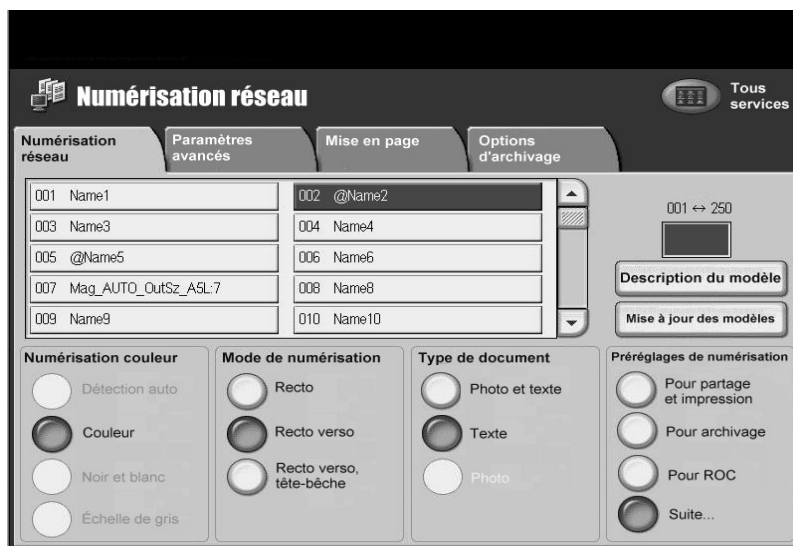 Numérisation réseau
Tous
services
Numérisation
réseau
Paramètres
avancés
Mise en page
Options
d'archivage
001 Name1
002 @Name2
003 Name3
004 Name4
005 @Name5
006 Name6
007 Mag_AUTO_OutSz_A5L:7
008 Name8
009 Name9
010 Name10
001 ↔ 250
Description du modèle
Mise à jour des modèles
Numérisation couleur
Détection auto
Couleur
Noir et blanc
Échelle de gris
Mode de numérisation
Recto
Recto verso
Recto verso,
tête-bêche
Type de document
Photo et texte
Texte
Photo
Préréglages de numérisation
Pour partage
et impression
Pour archivage
Pour ROC
Suite...